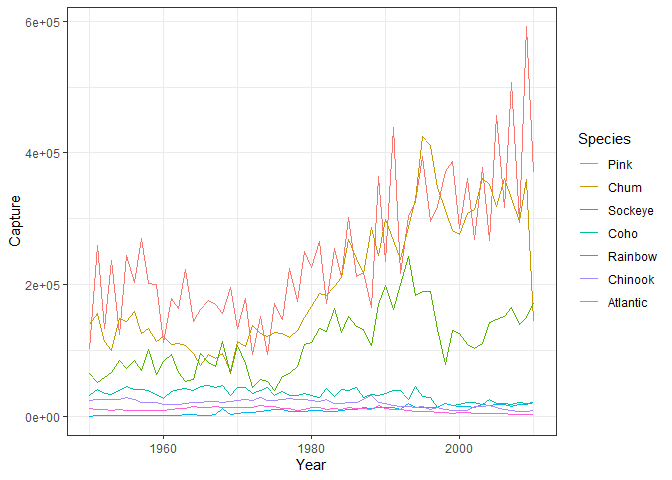 6e+05
4e+05
2e+05
0e+00
Capture
1960
1980
2000
Year
Species
Pink
Chum
Sockeye
Coho
Rainbow
Chinook
Atlantic